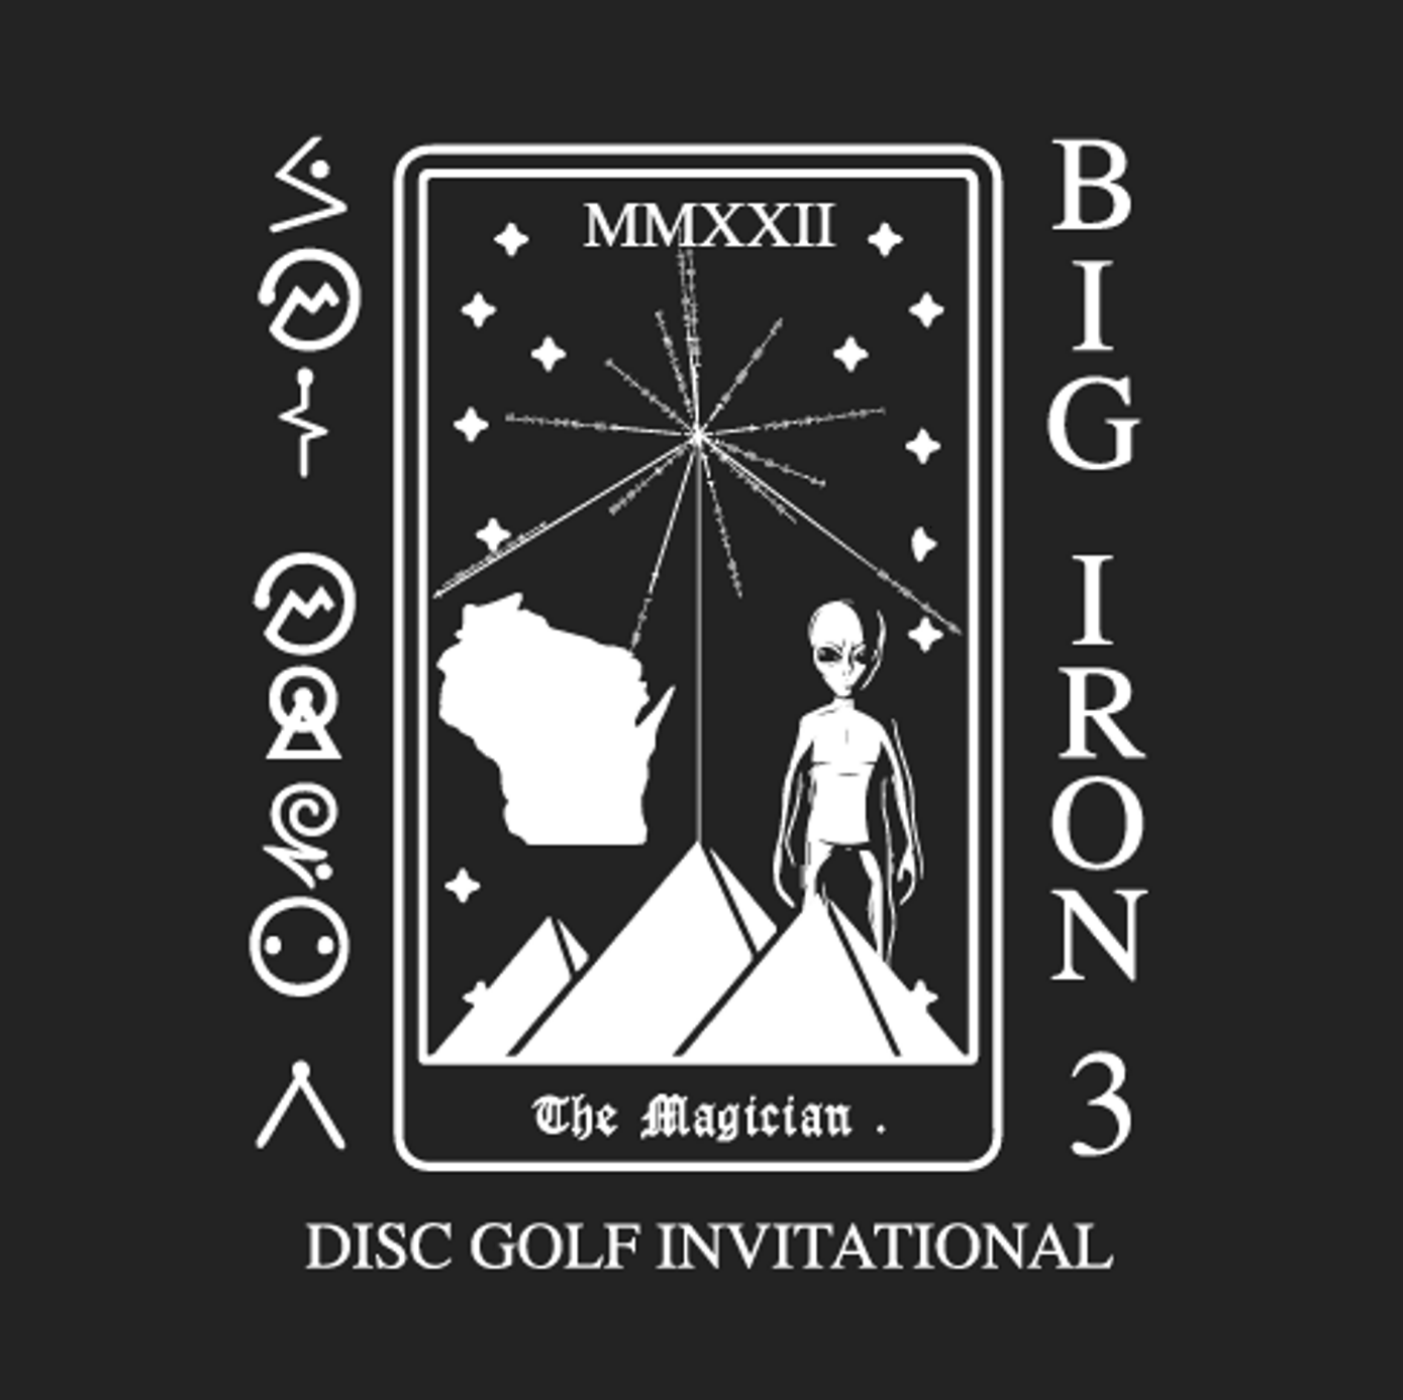 MMXXII
The Magician .
BIG
IRON
3
DISC GOLF INVITATIONAL